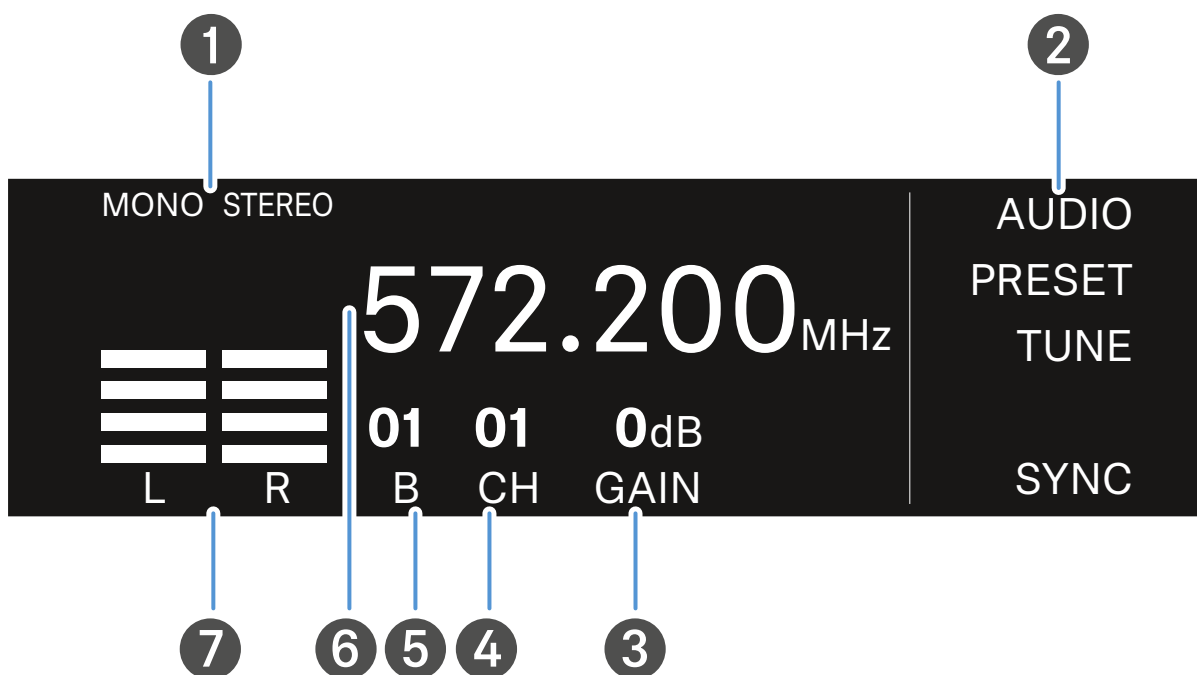 1 2
MONO STEREO
AUDIO
572.200MHz
PRESET
TUNE
01 01 0dB
L R B CH GAIN
SYNC
7 6 5 4 3